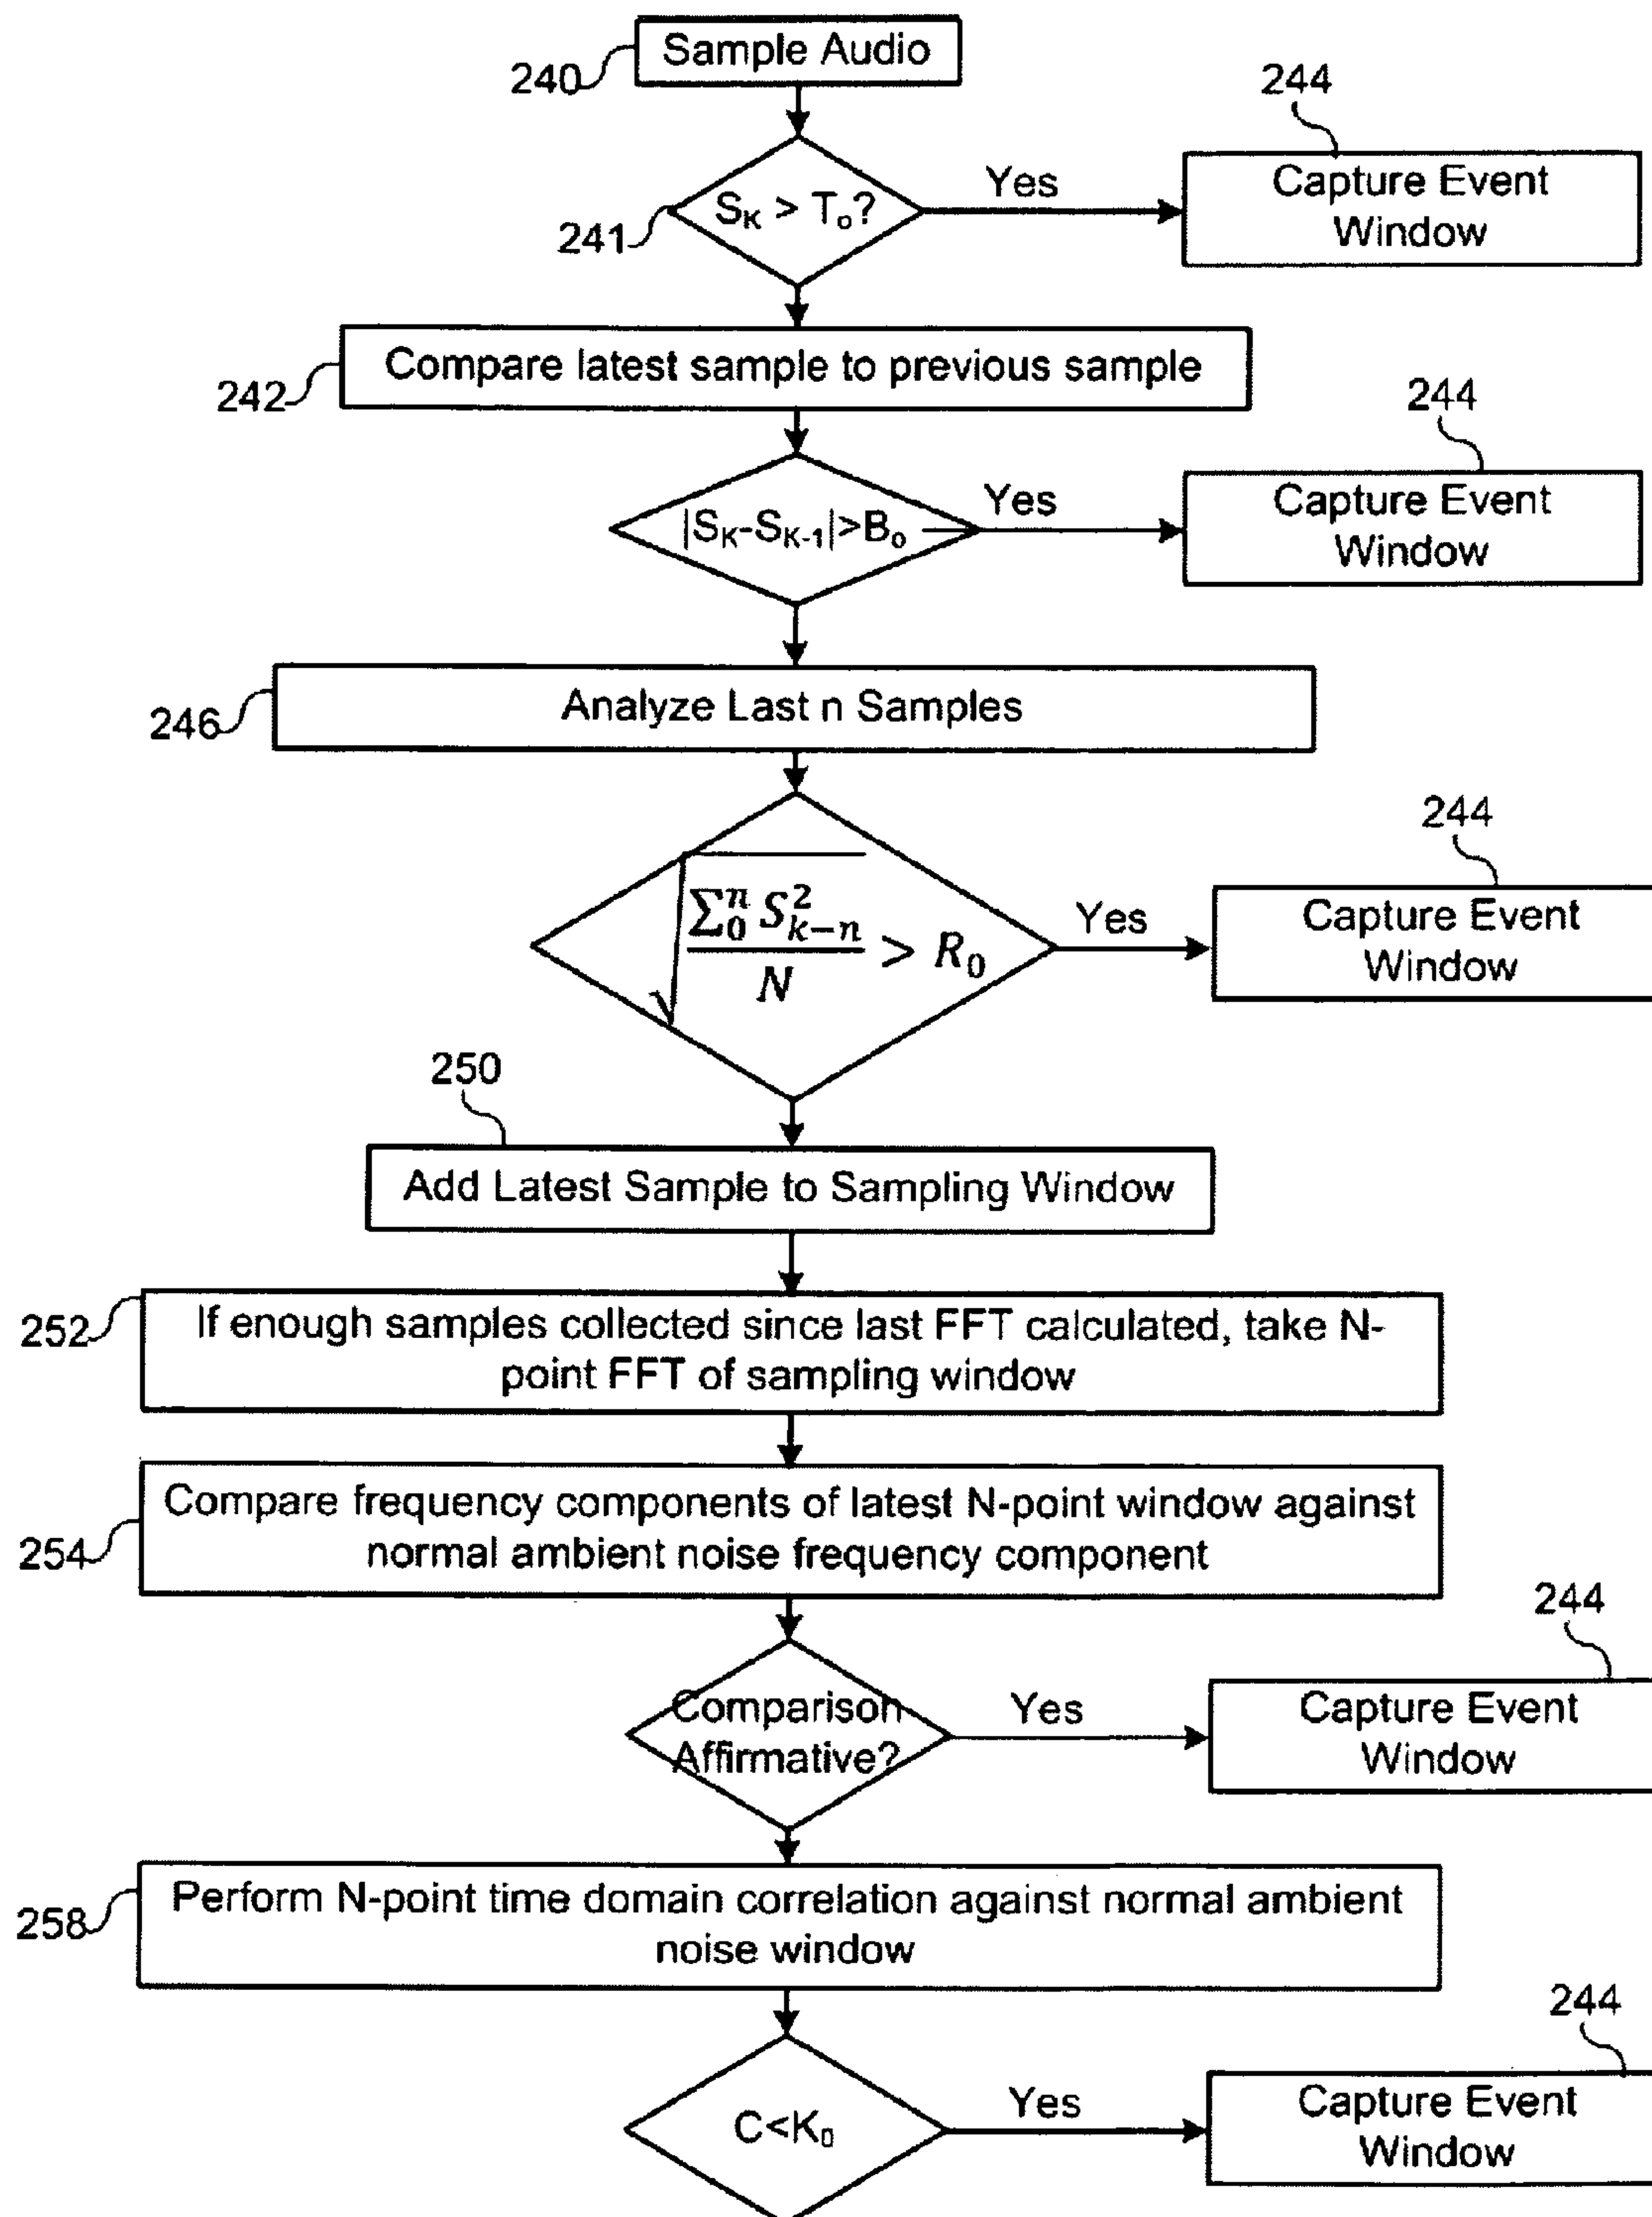 Sample Audio
240
244
S_K > T_o?
241
Yes
Capture Event
Window
Compare latest sample to previous sample
242
244
|S_K-S_{K-1}|>B_o
Yes
Capture Event
Window
Analyze Last n Samples
246
244
√(∑_0^n S_{k-n}^2 / N) > R_0
Yes
Capture Event
Window
250
Add Latest Sample to Sampling Window
252
If enough samples collected since last FFT calculated, take N-
point FFT of sampling window
254
Compare frequency components of latest N-point window against
normal ambient noise frequency component
244
Comparison
Affirmative?
Yes
Capture Event
Window
258
Perform N-point time domain correlation against normal ambient
noise window
244
C<K_0
Yes
Capture Event
Window